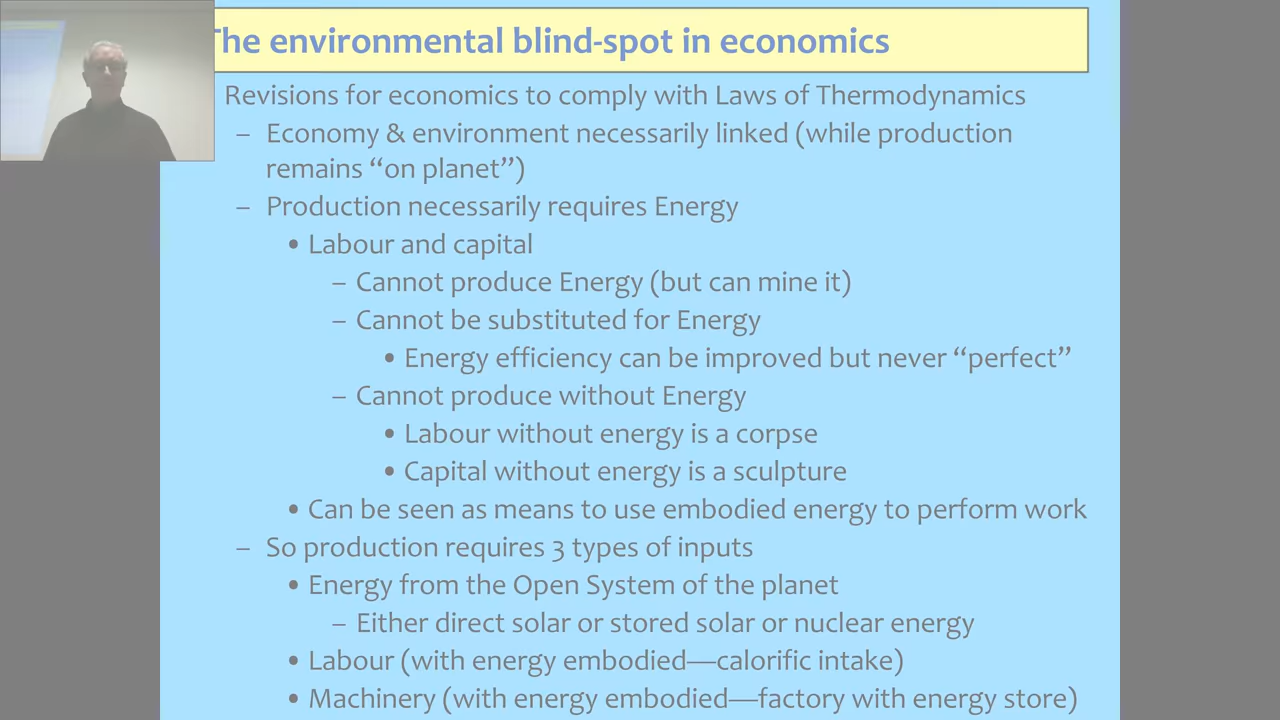 The environmental blind-spot in economics
Revisions for economics to comply with Laws of Thermodynamics
– Economy & environment necessarily linked (while production
remains “on planet”)
– Production necessarily requires Energy
• Labour and capital
– Cannot produce Energy (but can mine it)
– Cannot be substituted for Energy
• Energy efficiency can be improved but never “perfect”
– Cannot produce without Energy
• Labour without energy is a corpse
• Capital without energy is a sculpture
• Can be seen as means to use embodied energy to perform work
– So production requires 3 types of inputs
• Energy from the Open System of the planet
– Either direct solar or stored solar or nuclear energy
• Labour (with energy embodied—calorific intake)
• Machinery (with energy embodied—factory with energy store)